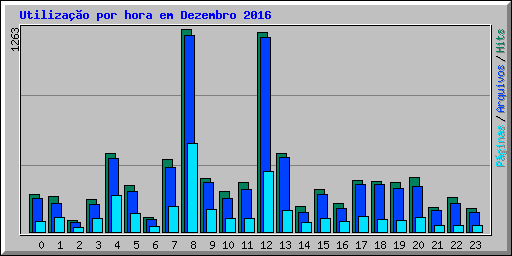 Utilização por hora em Dezembro 2016
1263
Páginas / Arquivos / Hits
0 1 2 3 4 5 6 7 8 9 10 11 12 13 14 15 16 17 18 19 20 21 22 23